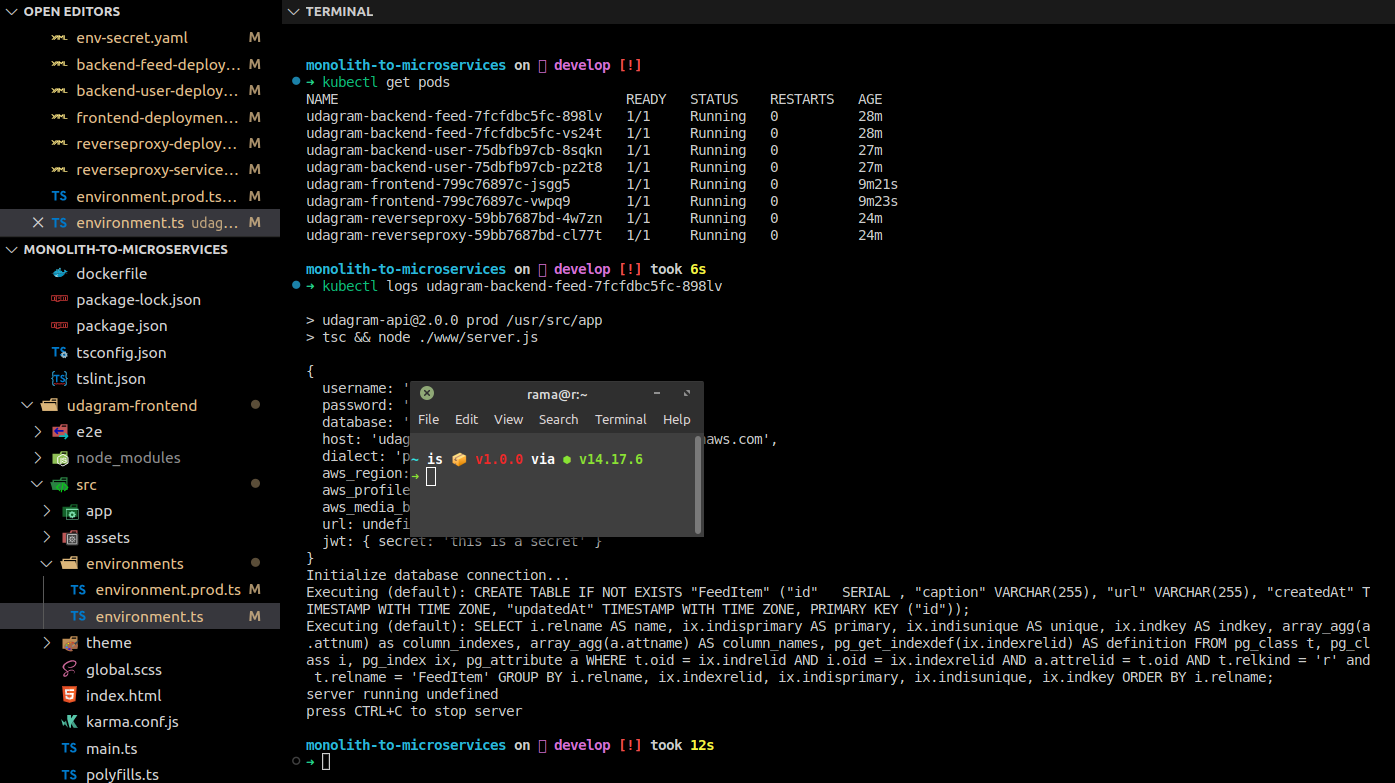 OPEN EDITORS
env-secret.yaml M
backend-feed-deploy... M
backend-user-deploy... M
frontend-deploymen... M
reverseproxy-deploy... M
reverseproxy-service... M
TS environment.prod.ts... M
TS environment.ts udag... M
MONOLITH-TO-MICROSERVICES
dockerfile
package-lock.json
package.json
tsconfig.json
tslint.json
udagram-frontend
e2e
node_modules
src
app
assets
environments
TS environment.prod.ts M
TS environment.ts M
theme
global.scss
index.html
karma.conf.js
TS main.ts
TS polyfills.ts
TERMINAL
monolith-to-microservices on develop [!]
➜ kubectl get pods
NAME READY STATUS RESTARTS AGE
udagram-backend-feed-7fcfdbc5fc-898lv 1/1 Running 0 28m
udagram-backend-feed-7fcfdbc5fc-vs24t 1/1 Running 0 28m
udagram-backend-user-75dbfb97cb-8sqkn 1/1 Running 0 27m
udagram-backend-user-75dbfb97cb-pz2t8 1/1 Running 0 27m
udagram-frontend-799c76897c-jsgg5 1/1 Running 0 9m21s
udagram-frontend-799c76897c-vwpq9 1/1 Running 0 9m23s
udagram-reverseproxy-59bb7687bd-4w7zn 1/1 Running 0 24m
udagram-reverseproxy-59bb7687bd-cl77t 1/1 Running 0 24m
monolith-to-microservices on develop [!] took 6s
➜ kubectl logs udagram-backend-feed-7fcfdbc5fc-898lv
> udagram-api@2.0.0 prod /usr/src/app
> tsc && node ./www/server.js
{
username: '
password: '
database: '
host: 'udag aws.com',
dialect: 'p
aws_region:
aws_profile
aws_media_b
url: undefi
jwt: { secret: 'this is a secret' }
}
rama@r:~
File Edit View Search Terminal Help
~ is 📦 v1.0.0 via ⬢ v14.17.6
➜
Initialize database connection...
Executing (default): CREATE TABLE IF NOT EXISTS "FeedItem" ("id"   SERIAL , "caption" VARCHAR(255), "url" VARCHAR(255), "createdAt" T
IMESTAMP WITH TIME ZONE, "updatedAt" TIMESTAMP WITH TIME ZONE, PRIMARY KEY ("id"));
Executing (default): SELECT i.relname AS name, ix.indisprimary AS primary, ix.indisunique AS unique, ix.indkey AS indkey, array_agg(a
.attnum) as column_indexes, array_agg(a.attname) AS column_names, pg_get_indexdef(ix.indexrelid) AS definition FROM pg_class t, pg_cl
ass i, pg_index ix, pg_attribute a WHERE t.oid = ix.indrelid AND i.oid = ix.indexrelid AND a.attrelid = t.oid AND t.relkind = 'r' and
t.relname = 'FeedItem' GROUP BY i.relname, ix.indexrelid, ix.indisprimary, ix.indisunique, ix.indkey ORDER BY i.relname;
server running undefined
press CTRL+C to stop server
monolith-to-microservices on develop [!] took 12s
➜